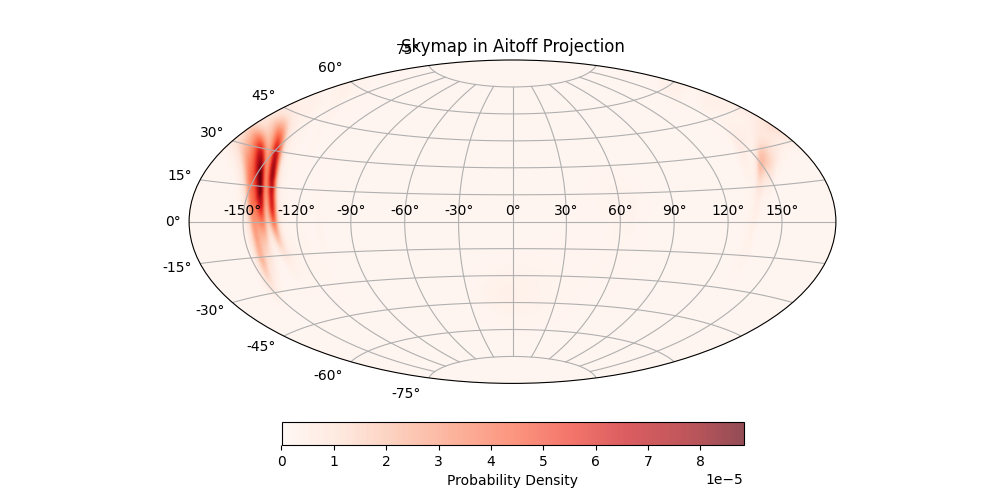 Skymap in Aitoff Projection
75°
60°
45°
30°
15°
-150° -120° -90° -60° -30° 0° 30° 60° 90° 120° 150°
0°
-15°
-30°
-45°
-60°
-75°
0 1 2 3 4 5 6 7 8
1e−5
Probability Density